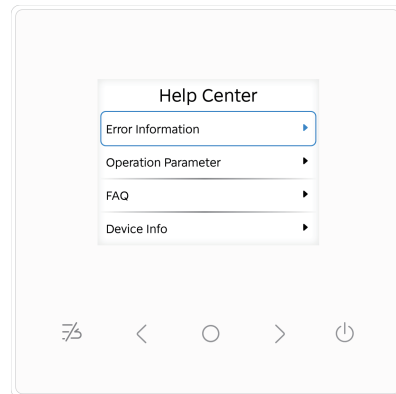 Help Center
Error Information
Operation Parameter
FAQ
Device Info